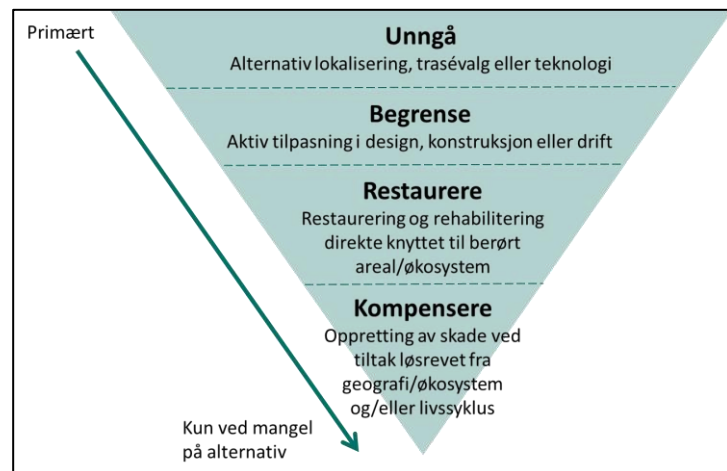 Primært
Unngå
Alternativ lokalisering, trasévalg eller teknologi
Begrense
Aktiv tilpasning i design, konstruksjon eller drift
Restaurere
Restaurering og rehabilitering
direkte knyttet til berørt
areal/økosystem
Kompensere
Oppretting av skade ved
tiltak løsrevet fra
geografi/økosystem
og/eller livssyklus
Kun ved mangel
på alternativ